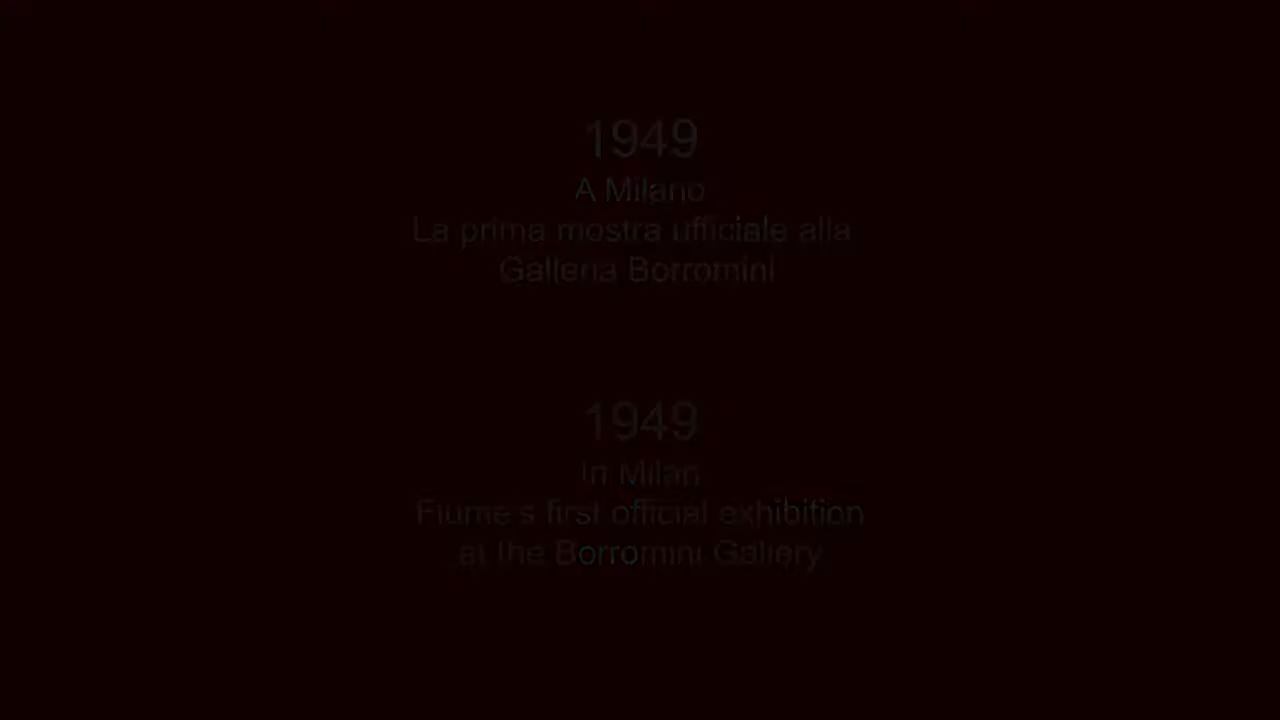 1949
A Milano
La prima mostra ufficiale alla
Galleria Borromini
1949
In Milan
Fiume's first official exhibition
at the Borromini Gallery